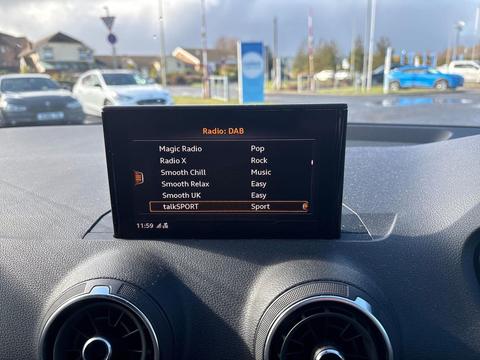 Radio: DAB
Magic Radio Pop
Radio X Rock
Smooth Chill Music
Smooth Relax Easy
Smooth UK Easy
talkSPORT Sport
11:59